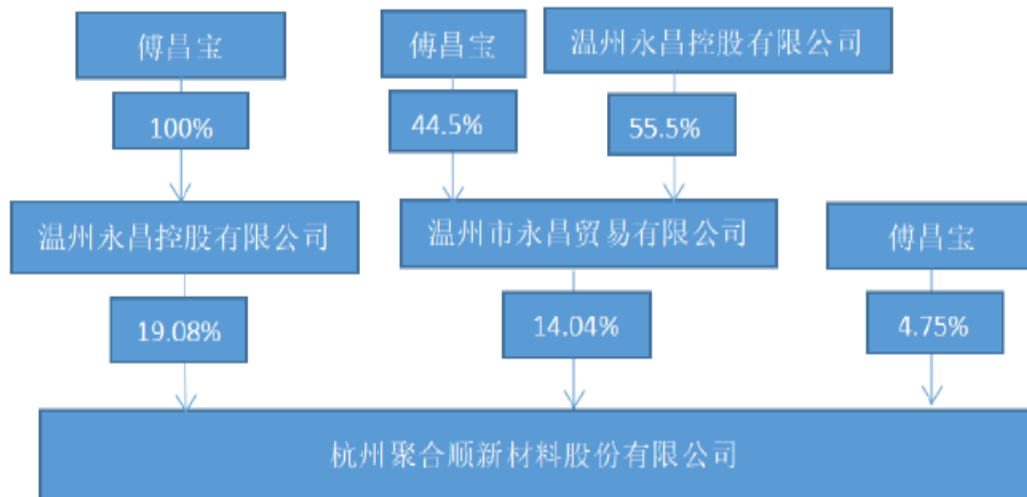 傅昌宝
傅昌宝
温州永昌控股有限公司
100%
44.5%
55.5%
温州永昌控股有限公司
温州市永昌贸易有限公司
傅昌宝
19.08%
14.04%
4.75%
杭州聚合顺新材料股份有限公司